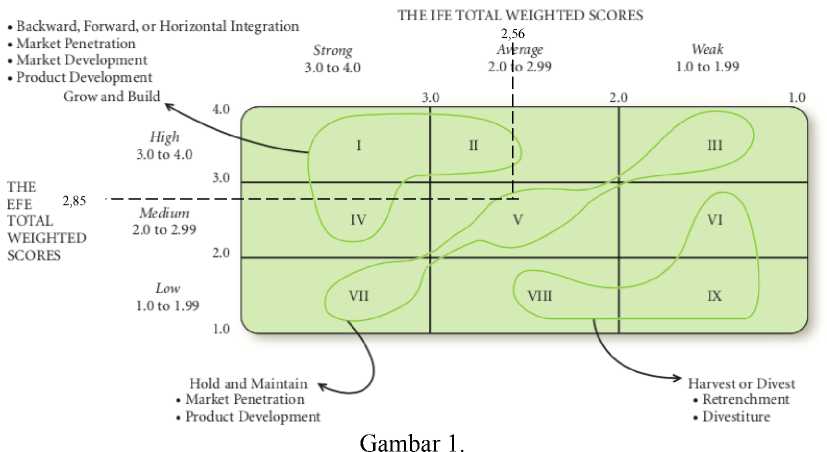 THE IFE TOTAL WEIGHTED SCORES
• Backward, Forward, or Horizontal Integration
• Market Penetration
• Market Development
• Product Development
Grow and Build
2,56
Strong
3.0 to 4.0
Average
2.0 to 2.99
Weak
1.0 to 1.99
4.0
3.0
2.0
1.0
High
3.0 to 4.0
I
II
III
3.0
THE
EFE
TOTAL
WEIGHTED
SCORES
2,85
Medium
2.0 to 2.99
IV
V
VI
2.0
Low
1.0 to 1.99
VII
VIII
IX
1.0
Hold and Maintain
• Market Penetration
• Product Development
Harvest or Divest
• Retrenchment
• Divestiture
Gambar 1.